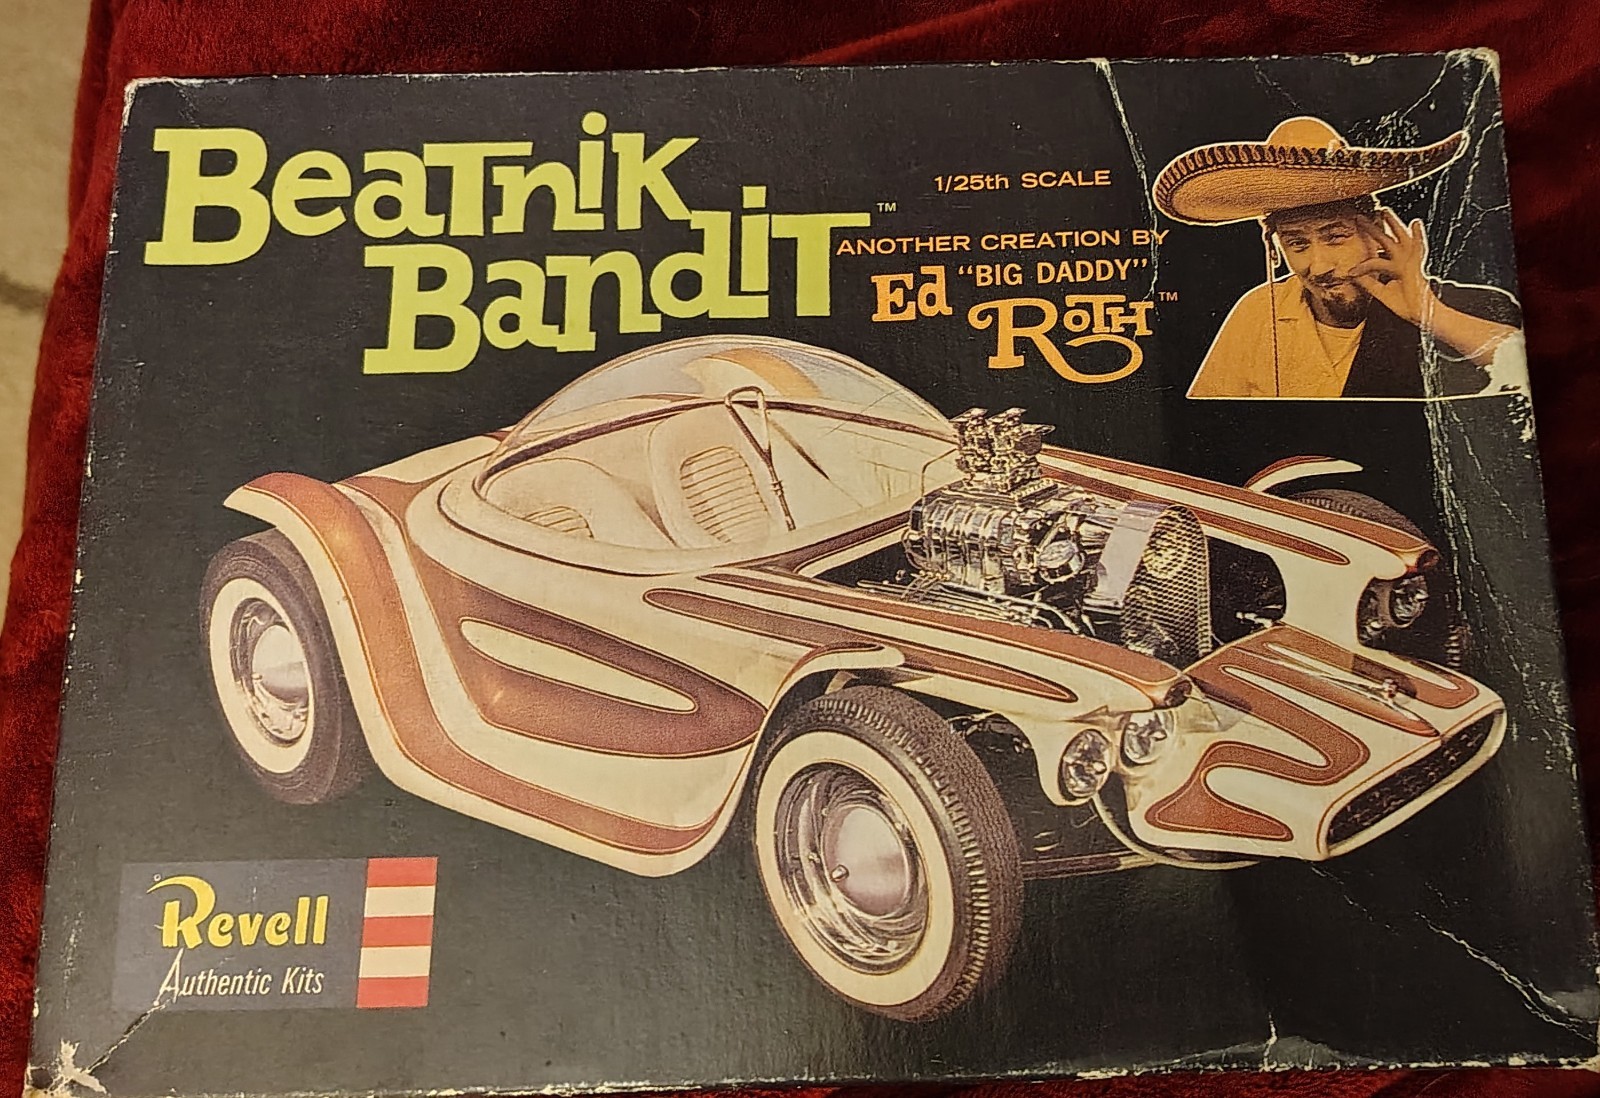 Beatnik
Bandit™
1/25th SCALE
ANOTHER CREATION BY
Ed "BIG DADDY"
Roth™
Revell
Authentic Kits